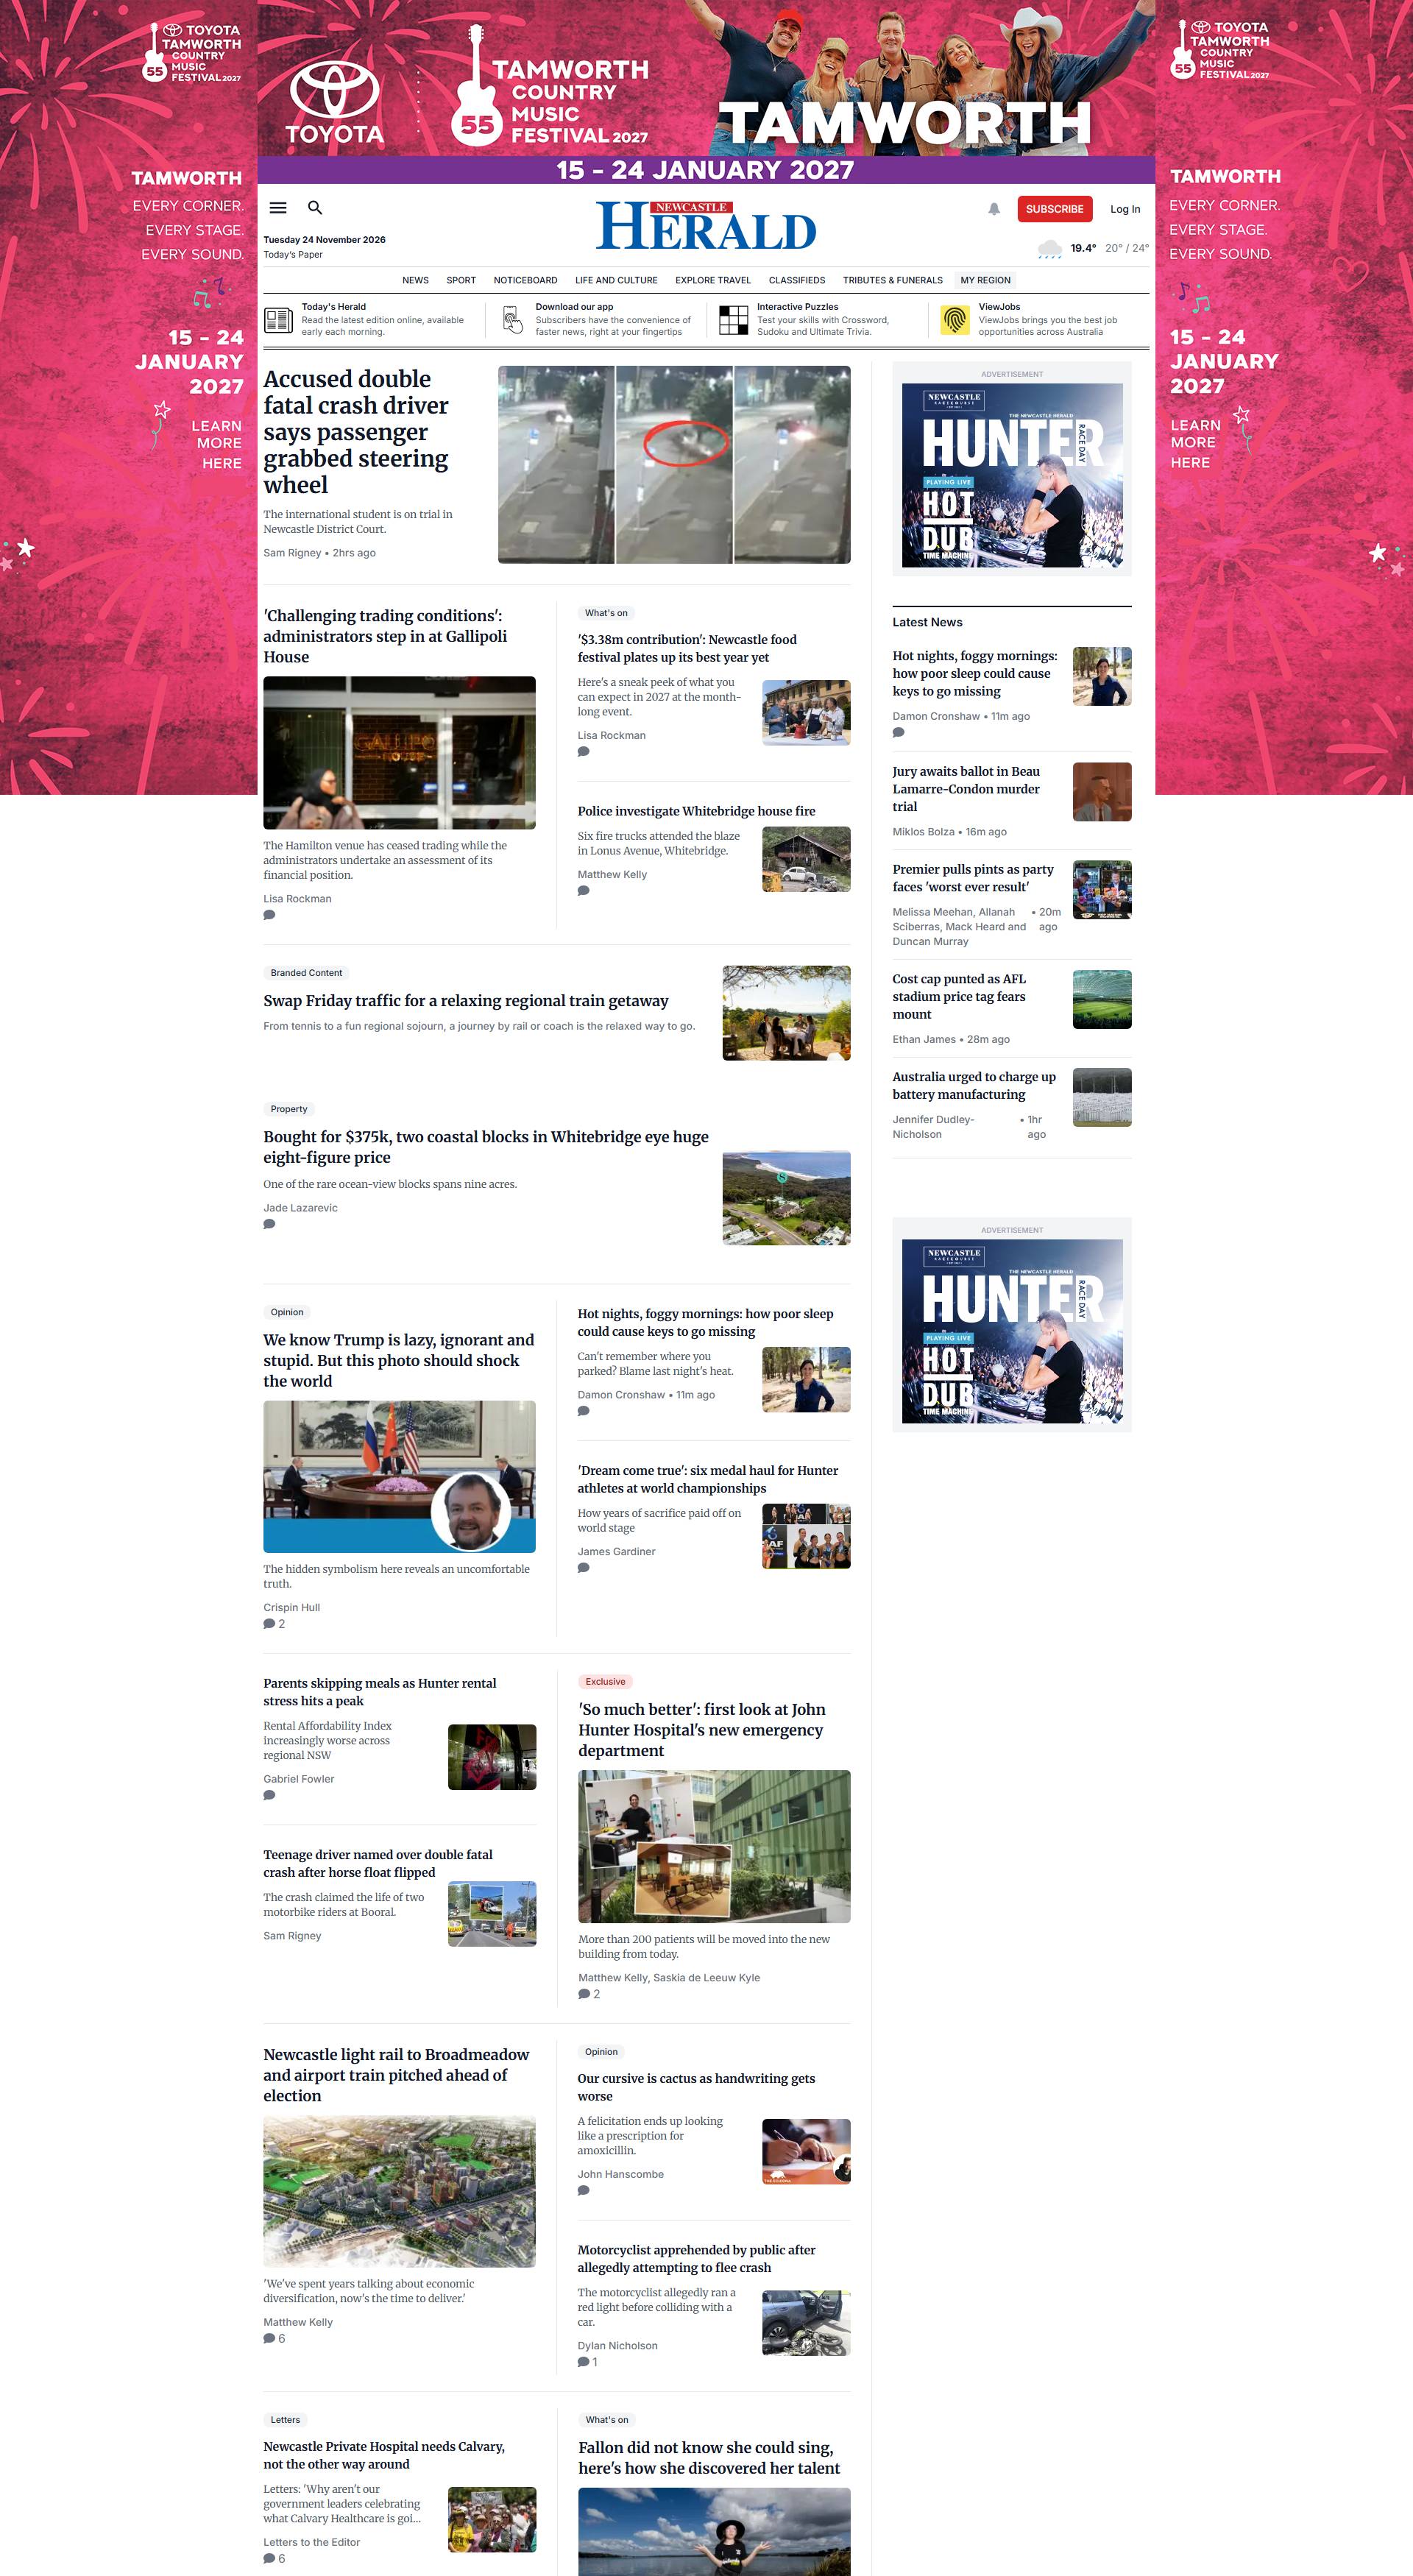 TOYOTA
TAMWORTH
COUNTRY
MUSIC
FESTIVAL 2027
55
TAMWORTH
EVERY CORNER.
EVERY STAGE.
EVERY SOUND.
15 - 24
JANUARY
2027
LEARN
MORE
HERE
TOYOTA
55
TAMWORTH
COUNTRY
MUSIC
FESTIVAL 2027
TAMWORTH
15 - 24 JANUARY 2027
TOYOTA
TAMWORTH
COUNTRY
MUSIC
FESTIVAL 2027
55
TAMWORTH
EVERY CORNER.
EVERY STAGE.
EVERY SOUND.
15 - 24
JANUARY
2027
LEARN
MORE
HERE
NEWCASTLE
HERALD
SUBSCRIBE
Log In
Tuesday 24 November 2026
Today's Paper
19.4° 20° / 24°
NEWS SPORT NOTICEBOARD LIFE AND CULTURE EXPLORE TRAVEL CLASSIFIEDS TRIBUTES & FUNERALS MY REGION
Today's Herald
Read the latest edition online, available
early each morning.
Download our app
Subscribers have the convenience of
faster news, right at your fingertips
Interactive Puzzles
Test your skills with Crossword,
Sudoku and Ultimate Trivia.
ViewJobs
ViewJobs brings you the best job
opportunities across Australia
Accused double
fatal crash driver
says passenger
grabbed steering
wheel
The international student is on trial in
Newcastle District Court.
Sam Rigney • 2hrs ago
'Challenging trading conditions':
administrators step in at Gallipoli
House
The Hamilton venue has ceased trading while the
administrators undertake an assessment of its
financial position.
Lisa Rockman
What's on
'$3.38m contribution': Newcastle food
festival plates up its best year yet
Here's a sneak peek of what you
can expect in 2027 at the month-
long event.
Lisa Rockman
Police investigate Whitebridge house fire
Six fire trucks attended the blaze
in Lonus Avenue, Whitebridge.
Matthew Kelly
Branded Content
Swap Friday traffic for a relaxing regional train getaway
From tennis to a fun regional sojourn, a journey by rail or coach is the relaxed way to go.
Property
Bought for $375k, two coastal blocks in Whitebridge eye huge
eight-figure price
One of the rare ocean-view blocks spans nine acres.
Jade Lazarevic
Opinion
We know Trump is lazy, ignorant and
stupid. But this photo should shock
the world
The hidden symbolism here reveals an uncomfortable
truth.
Crispin Hull
2
Hot nights, foggy mornings: how poor sleep
could cause keys to go missing
Can't remember where you
parked? Blame last night's heat.
Damon Cronshaw • 11m ago
'Dream come true': six medal haul for Hunter
athletes at world championships
How years of sacrifice paid off on
world stage
James Gardiner
Parents skipping meals as Hunter rental
stress hits a peak
Rental Affordability Index
increasingly worse across
regional NSW
Gabriel Fowler
Teenage driver named over double fatal
crash after horse float flipped
The crash claimed the life of two
motorbike riders at Booral.
Sam Rigney
Exclusive
'So much better': first look at John
Hunter Hospital's new emergency
department
More than 200 patients will be moved into the new
building from today.
Matthew Kelly, Saskia de Leeuw Kyle
2
Newcastle light rail to Broadmeadow
and airport train pitched ahead of
election
'We've spent years talking about economic
diversification, now's the time to deliver.'
Matthew Kelly
6
Opinion
Our cursive is cactus as handwriting gets
worse
A felicitation ends up looking
like a prescription for
amoxicillin.
John Hanscombe
Motorcyclist apprehended by public after
allegedly attempting to flee crash
The motorcyclist allegedly ran a
red light before colliding with a
car.
Dylan Nicholson
1
Letters
Newcastle Private Hospital needs Calvary,
not the other way around
Letters: 'Why aren't our
government leaders celebrating
what Calvary Healthcare is goi...
Letters to the Editor
6
What's on
Fallon did not know she could sing,
here's how she discovered her talent
ADVERTISEMENT
NEWCASTLE
RACECOURSE
THE NEWCASTLE HERALD
HUNTER
RACE DAY
PLAYING LIVE
HOT
DUB
TIME MACHINE
Latest News
Hot nights, foggy mornings:
how poor sleep could cause
keys to go missing
Damon Cronshaw • 11m ago
Jury awaits ballot in Beau
Lamarre-Condon murder
trial
Miklos Bolza • 16m ago
Premier pulls pints as party
faces 'worst ever result'
Melissa Meehan, Allanah
Sciberras, Mack Heard and
Duncan Murray
• 20m
ago
Cost cap punted as AFL
stadium price tag fears
mount
Ethan James • 28m ago
Australia urged to charge up
battery manufacturing
Jennifer Dudley-
Nicholson
• 1hr
ago
ADVERTISEMENT
NEWCASTLE
RACECOURSE
THE NEWCASTLE HERALD
HUNTER
RACE DAY
PLAYING LIVE
HOT
DUB
TIME MACHINE